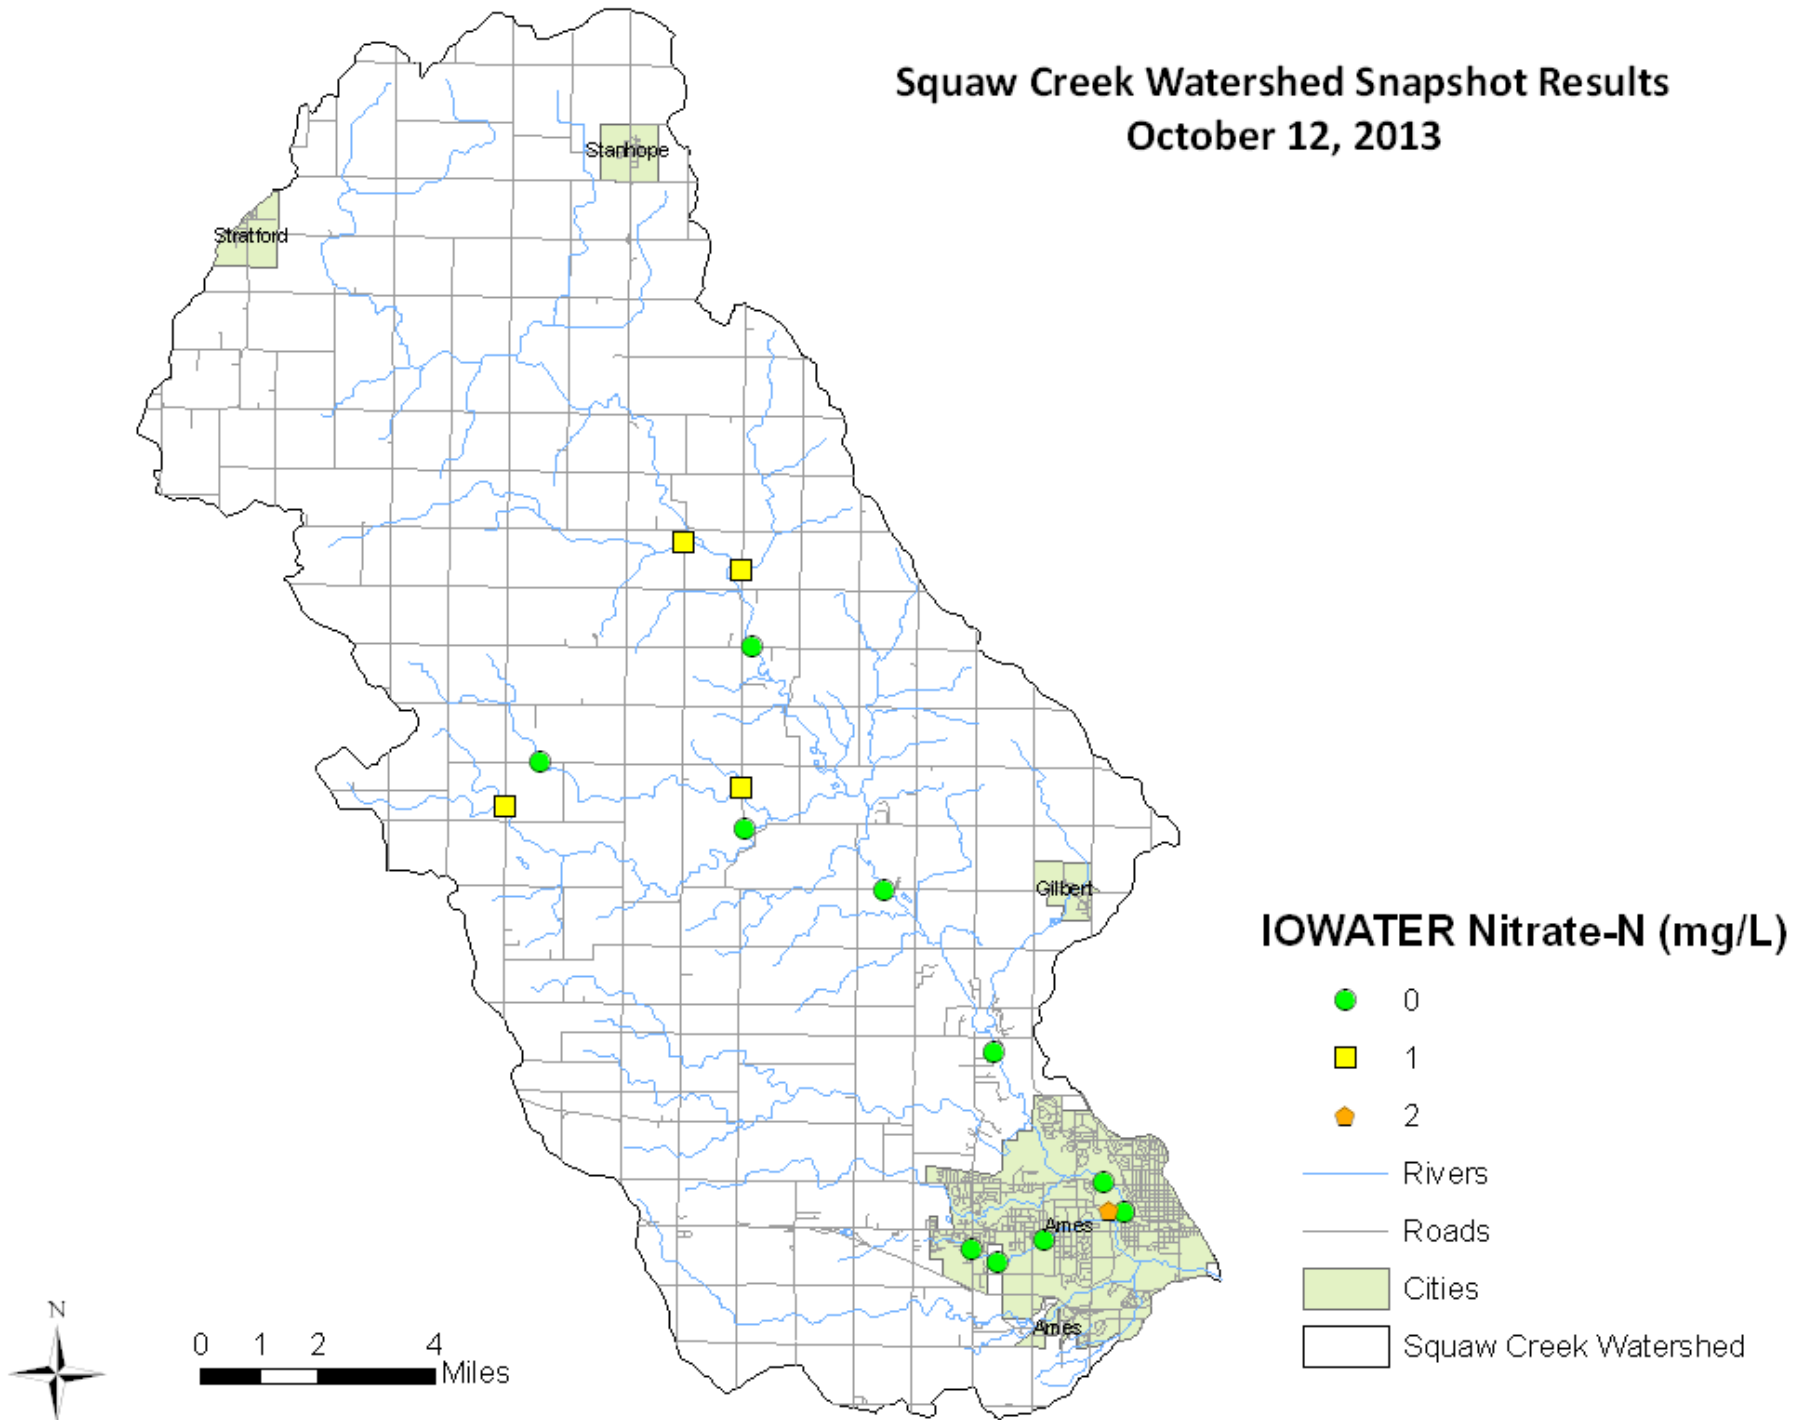 Squaw Creek Watershed Snapshot Results
October 12, 2013
Stanhope
Stratford
Gilbert
IOWATER Nitrate-N (mg/L)
0
1
2
Rivers
Roads
Cities
Squaw Creek Watershed
Ames
Ames
N
0 1 2 4
Miles